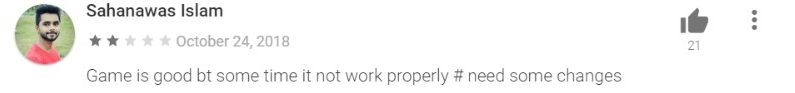 Sahanawas Islam
October 24, 2018
21
Game is good bt some time it not work properly # need some changes